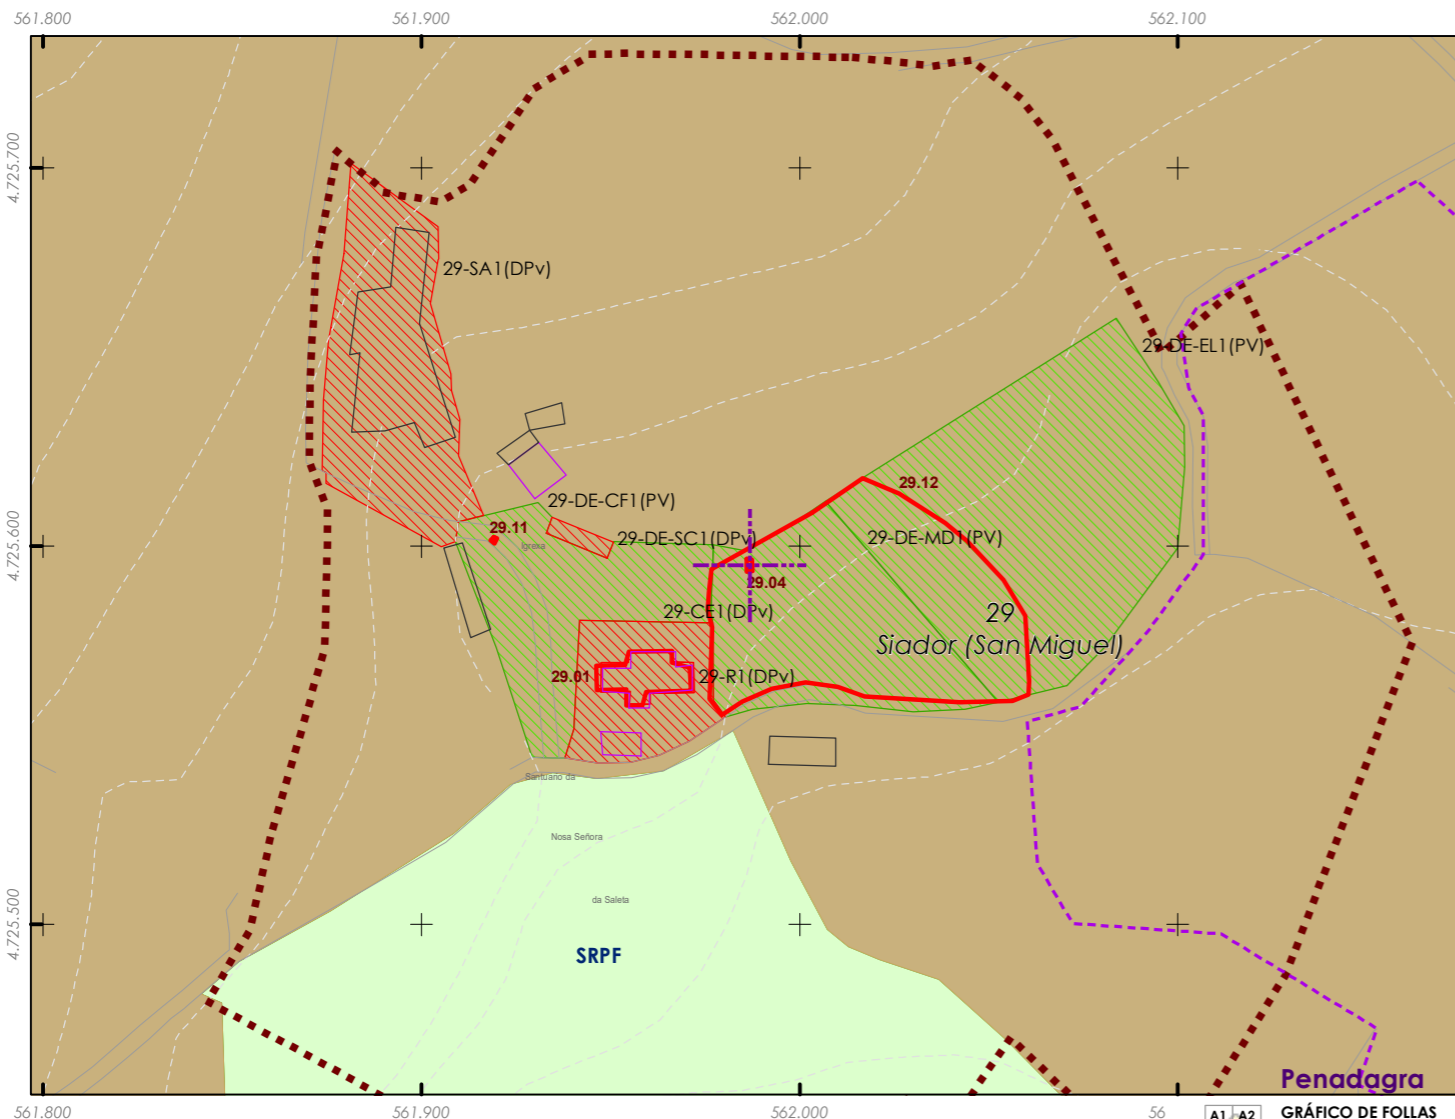 561.800 561.900 562.000 562.100
4.725.700
29-SA1(DPv)
29-DE-EL1(PV)
29.12
29-DE-CF1(PV)
29.11
Igrexa
29-DE-SC1(DPv)
29-DE-MD1(PV)
4.725.600
29.04
29-CE1(DPv)
29
Siador (San Miguel)
29.01
29-R1(DPv)
Santuario da
Nosa Señora
da Saleta
4.725.500
SRPF
Penadagra
561.800 561.900 562.000 56
A1 A2 GRÁFICO DE FOLLAS